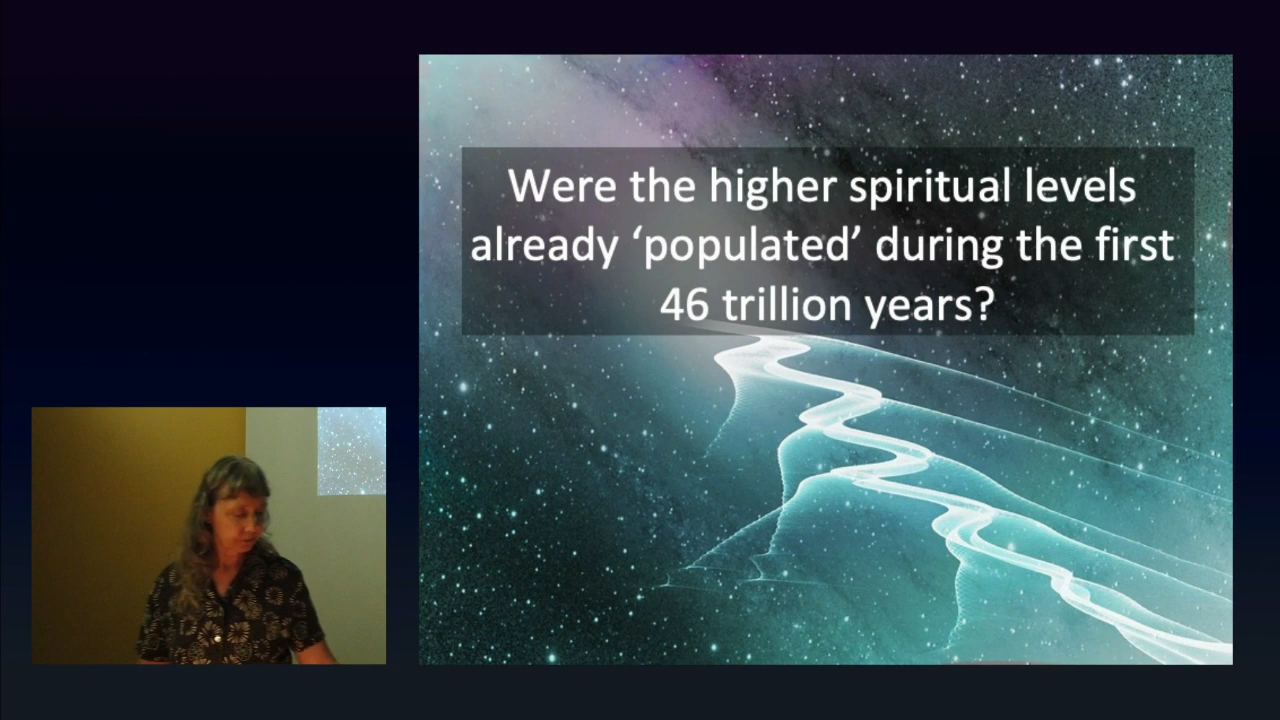 Were the higher spiritual levels
already ‘populated’ during the first
46 trillion years?